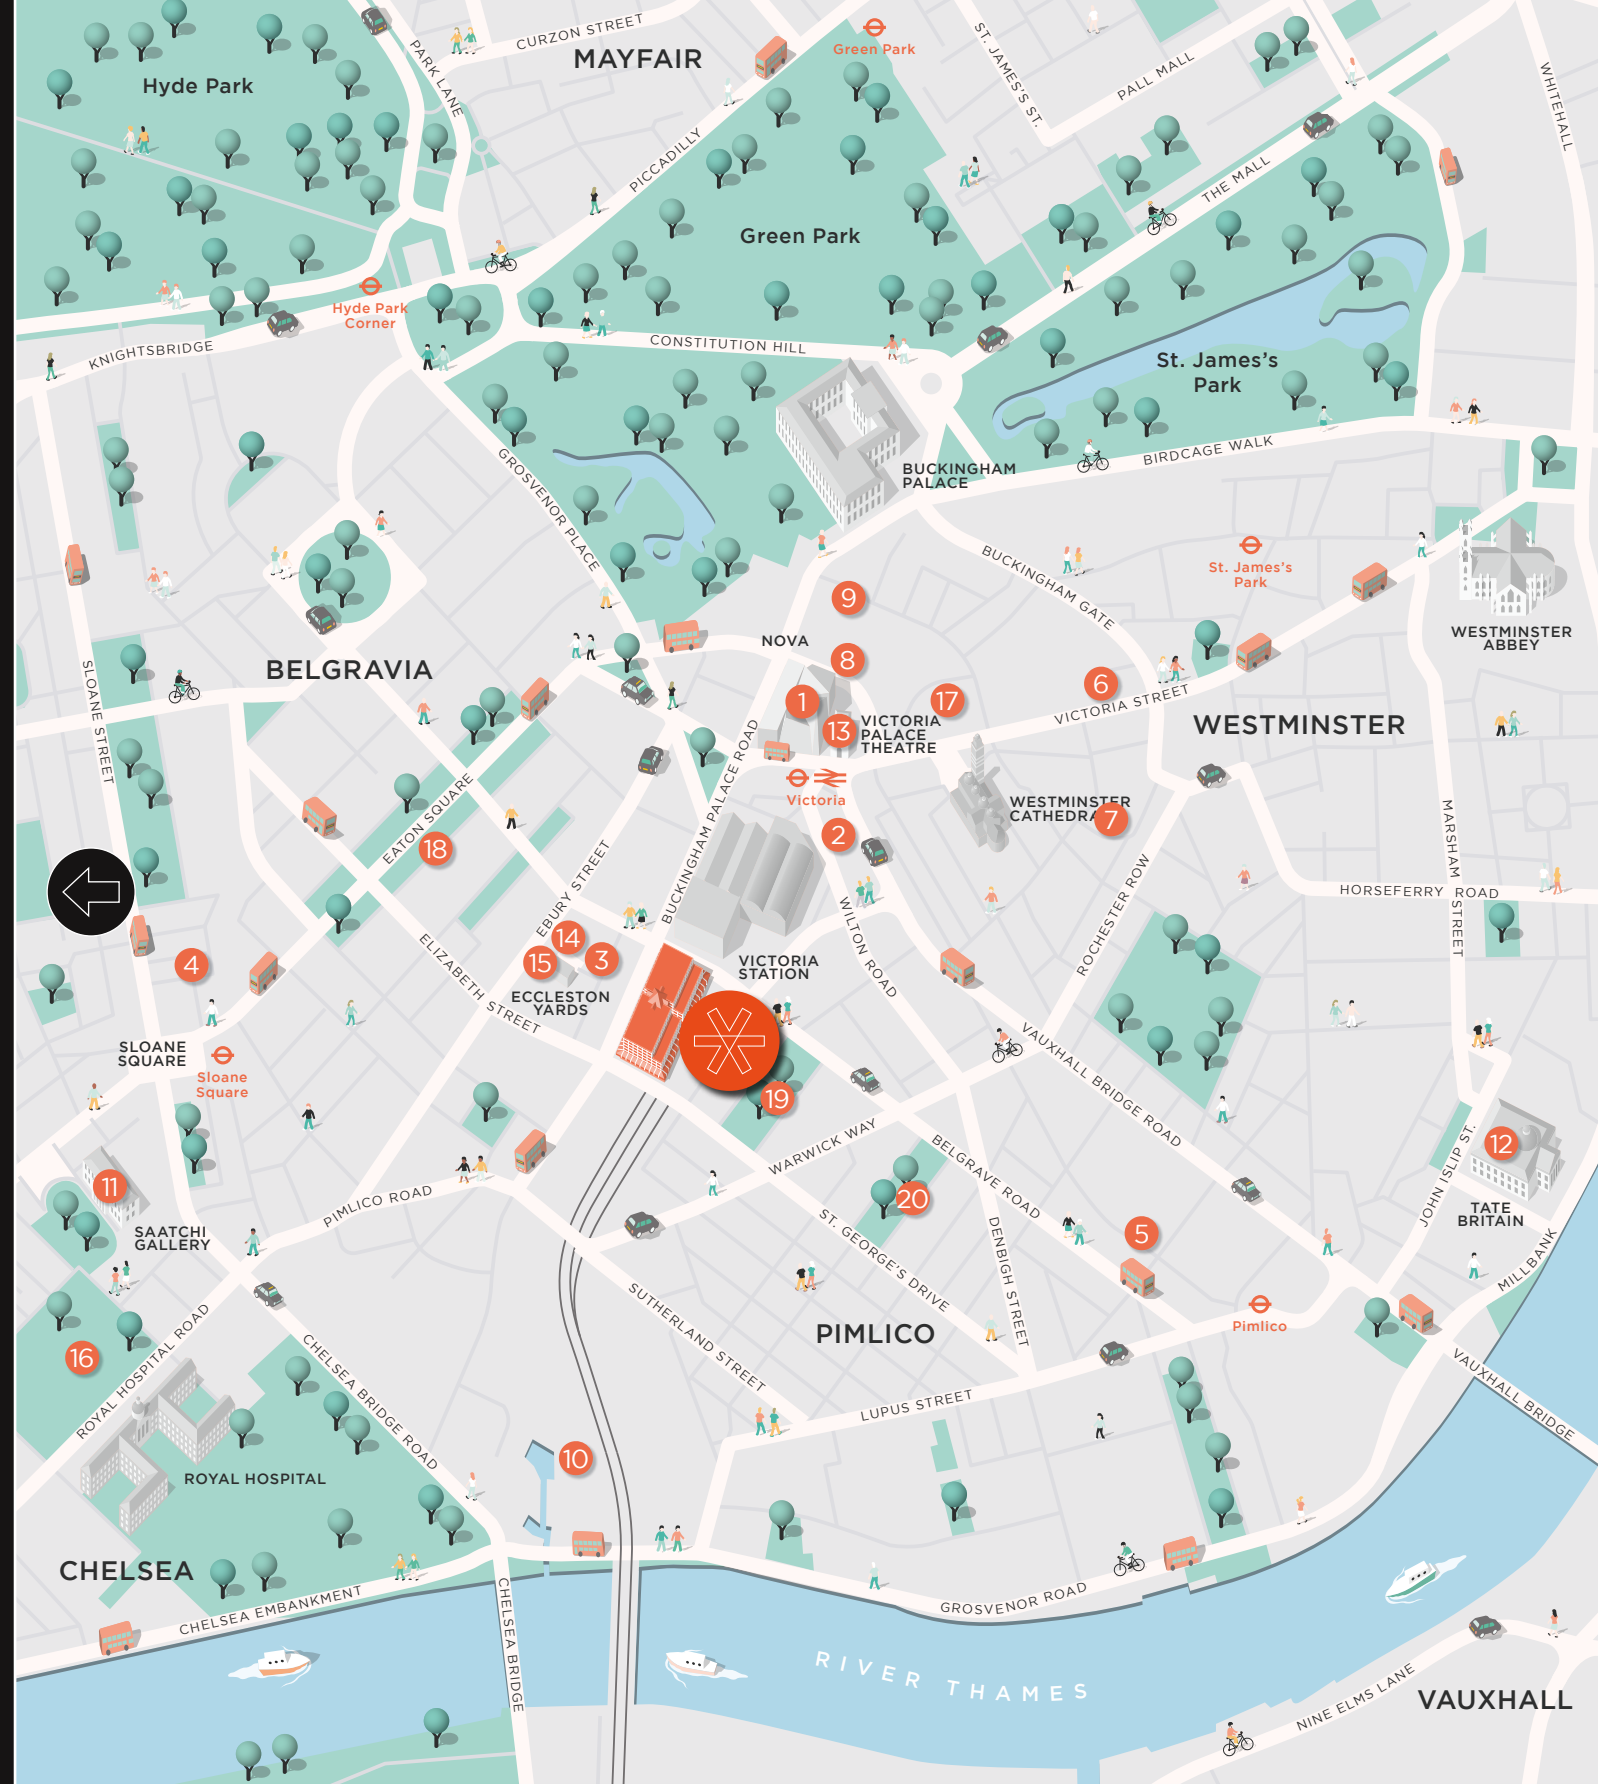 CURZON STREET
MAYFAIR
Green Park
ST. JAMES'S ST.
PALL MALL
WHITEHALL
Hyde Park
PARK LANE
PICCADILLY
THE MALL
Green Park
Hyde Park
Corner
KNIGHTSBRIDGE
CONSTITUTION HILL
St. James's
Park
BIRDCAGE WALK
BUCKINGHAM
PALACE
GROSVENOR PLACE
BUCKINGHAM GATE
St. James's
Park
WESTMINSTER
ABBEY
9
NOVA
BELGRAVIA
SLOANE STREET
8
1
17
6
13
VICTORIA
PALACE
THEATRE
VICTORIA STREET
WESTMINSTER
BUCKINGHAM PALACE ROAD
Victoria
2
WESTMINSTER
CATHEDRAL
7
EATON SQUARE
18
MARSHAM STREET
HORSEFERRY ROAD
EBURY STREET
ROCHESTER ROW
WILTON ROAD
ELIZABETH STREET
14
15
3
4
ECCLESTON
YARDS
VICTORIA
STATION
SLOANE
SQUARE
Sloane
Square
VAUXHALL BRIDGE ROAD
19
WARWICK WAY
BELGRAVE ROAD
12
JOHN ISLIP ST.
TATE
BRITAIN
11
PIMLICO ROAD
SAATCHI
GALLERY
20
5
ST. GEORGE'S DRIVE
DENBIGH STREET
MILLBANK
SUTHERLAND STREET
PIMLICO
Pimlico
16
ROYAL HOSPITAL ROAD
CHELSEA BRIDGE ROAD
LUPUS STREET
VAUXHALL BRIDGE
10
ROYAL HOSPITAL
CHELSEA
CHELSEA EMBANKMENT
CHELSEA BRIDGE
GROSVENOR ROAD
RIVER THAMES
NINE ELMS LANE
VAUXHALL